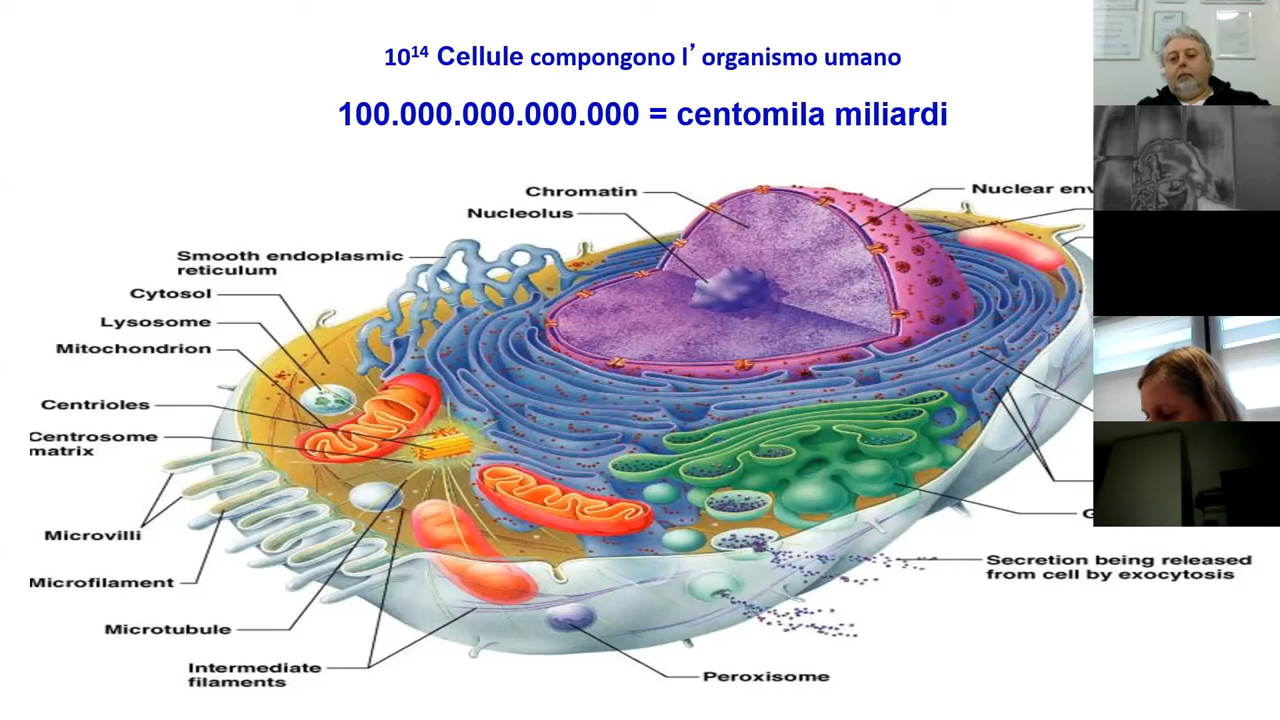 10¹⁴ Cellule compongono l’ organismo umano
100.000.000.000.000 = centomila miliardi
Chromatin
Nuclear env
Nucleolus
Smooth endoplasmic
reticulum
Cytosol
Lysosome
Mitochondrion
Centrioles
Centrosome
matrix
Microvilli
Secretion being released
from cell by exocytosis
Microfilament
Microtubule
Intermediate
filaments
Peroxisome